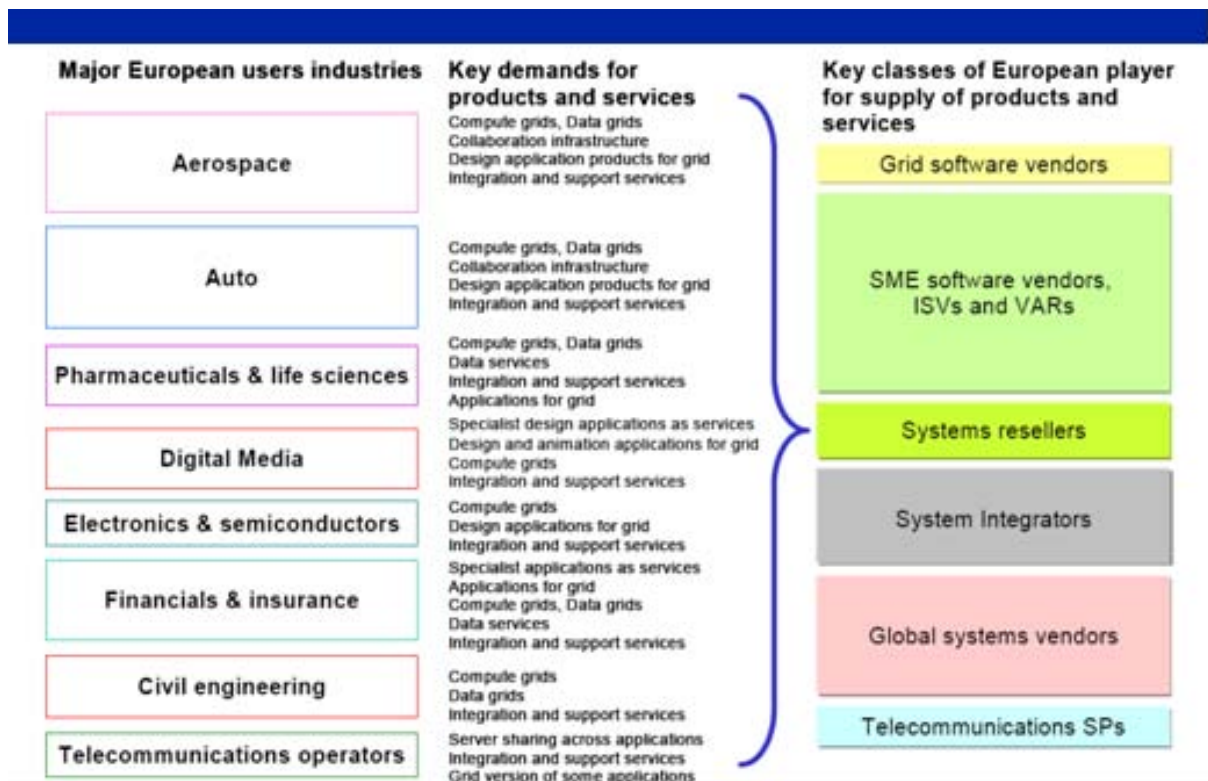 Major European users industries
Key demands for
products and services
Key classes of European player
for supply of products and
services
Aerospace
Compute grids, Data grids
Collaboration infrastructure
Design application products for grid
Integration and support services
Auto
Compute grids, Data grids
Collaboration infrastructure
Design application products for grid
Integration and support services
Pharmaceuticals & life sciences
Compute grids, Data grids
Data services
Integration and support services
Applications for grid
Digital Media
Specialist design applications as services
Design and animation applications for grid
Compute grids
Integration and support services
Electronics & semiconductors
Compute grids
Design applications for grid
Integration and support services
Financials & insurance
Specialist applications as services
Applications for grid
Compute grids, Data grids
Data services
Integration and support services
Civil engineering
Compute grids
Data grids
Integration and support services
Telecommunications operators
Server sharing across applications
Integration and support services
Grid version of some applications
Grid software vendors
SME software vendors,
ISVs and VARs
Systems resellers
System Integrators
Global systems vendors
Telecommunications SPs